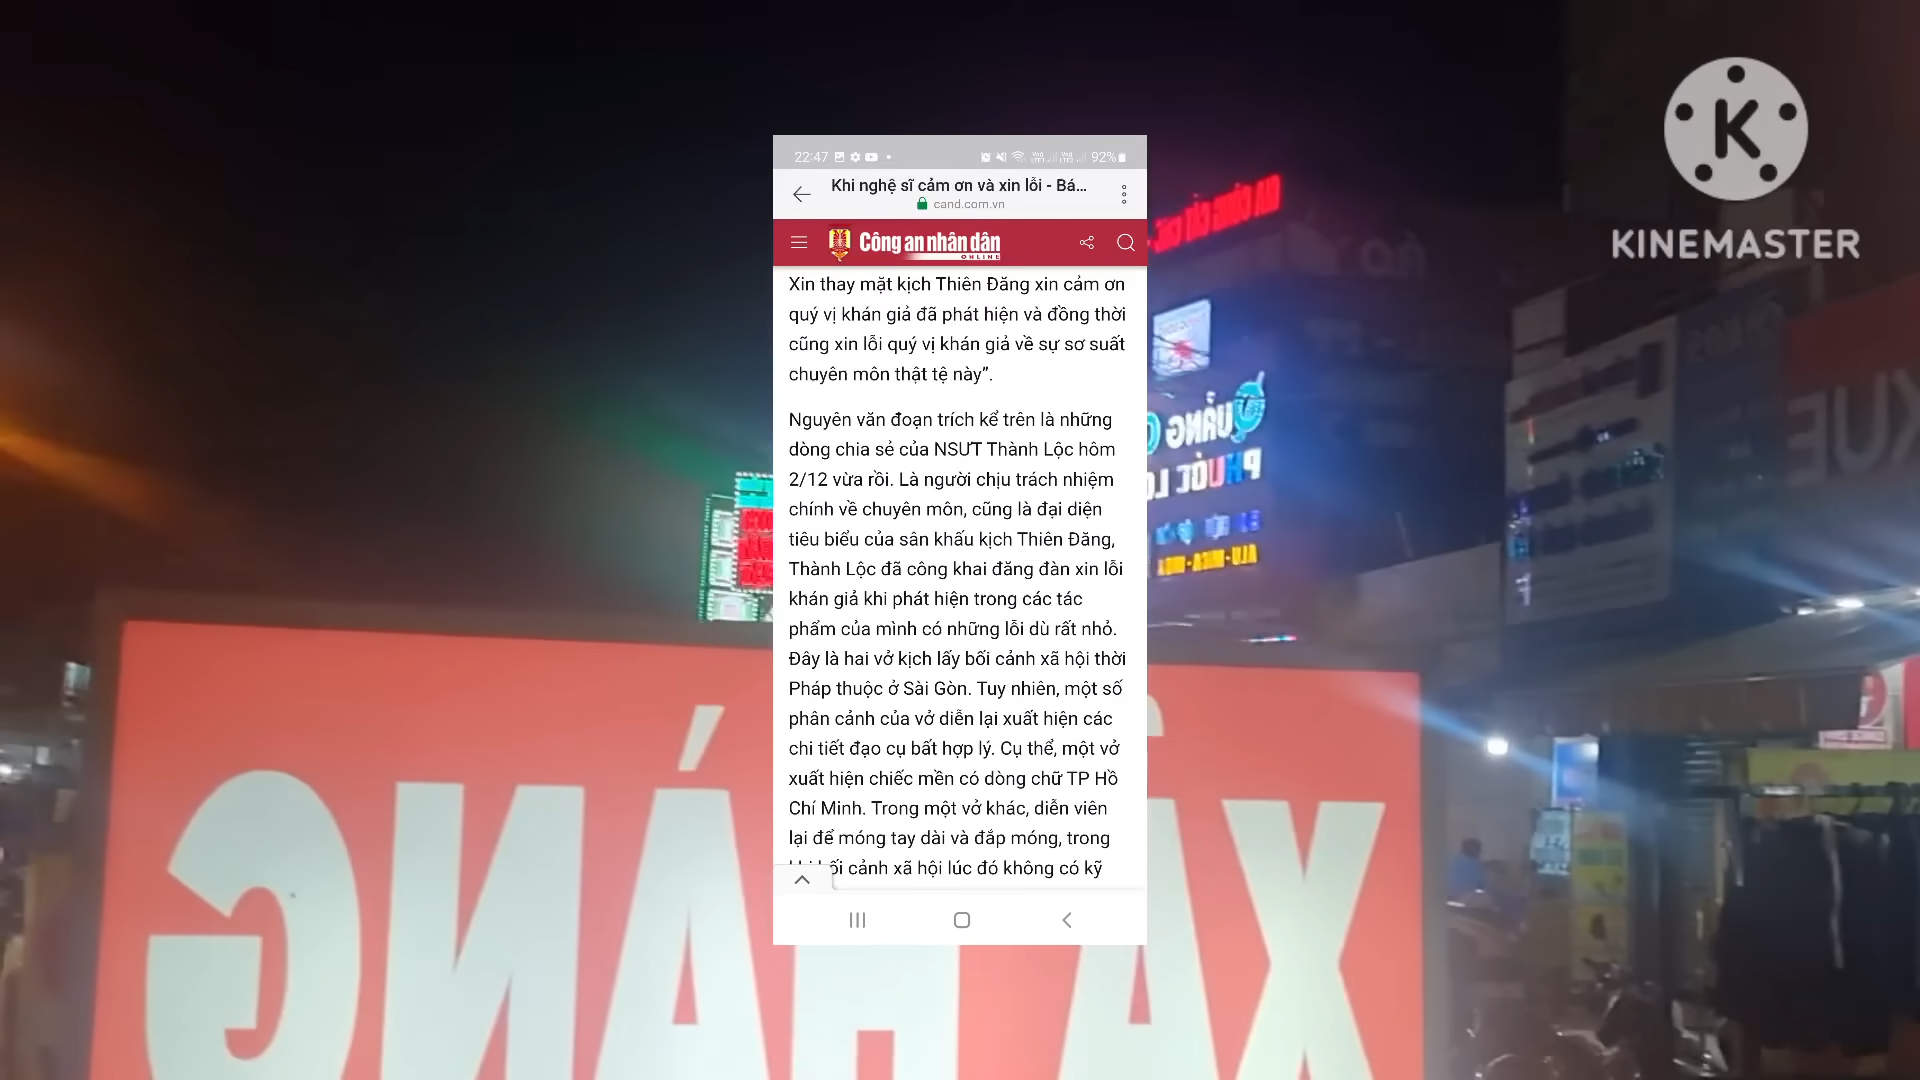 KINEMASTER
22:47
92%
Khi nghệ sĩ cảm ơn và xin lỗi - Bá...
cand.com.vn
Công an nhân dân
ONLINE
Xin thay mặt kịch Thiên Đăng xin cảm ơn
quý vị khán giả đã phát hiện và đồng thời
cũng xin lỗi quý vị khán giả về sự sơ suất
chuyên môn thật tệ này”.
Nguyên văn đoạn trích kể trên là những
dòng chia sẻ của NSƯT Thành Lộc hôm
2/12 vừa rồi. Là người chịu trách nhiệm
chính về chuyên môn, cũng là đại diện
tiêu biểu của sân khấu kịch Thiên Đăng,
Thành Lộc đã công khai đăng đàn xin lỗi
khán giả khi phát hiện trong các tác
phẩm của mình có những lỗi dù rất nhỏ.
Đây là hai vở kịch lấy bối cảnh xã hội thời
Pháp thuộc ở Sài Gòn. Tuy nhiên, một số
phân cảnh của vở diễn lại xuất hiện các
chi tiết đạo cụ bất hợp lý. Cụ thể, một vở
xuất hiện chiếc mền có dòng chữ TP Hồ
Chí Minh. Trong một vở khác, diễn viên
lại để móng tay dài và đắp móng, trong
cảnh xã hội lúc đó không có kỹ
QUẢNG
PHƯỚC
XẢ HÀNG